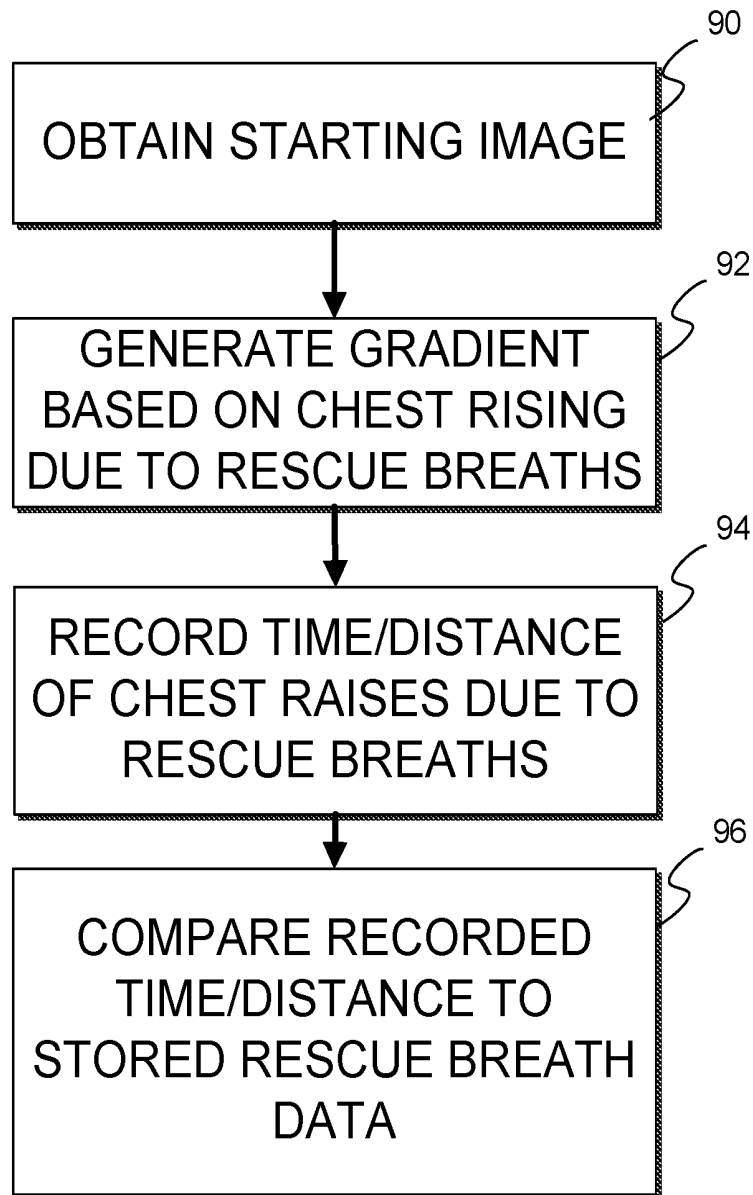 90
OBTAIN STARTING IMAGE
92
GENERATE GRADIENT
BASED ON CHEST RISING
DUE TO RESCUE BREATHS
94
RECORD TIME/DISTANCE
OF CHEST RAISES DUE TO
RESCUE BREATHS
96
COMPARE RECORDED
TIME/DISTANCE TO
STORED RESCUE BREATH
DATA